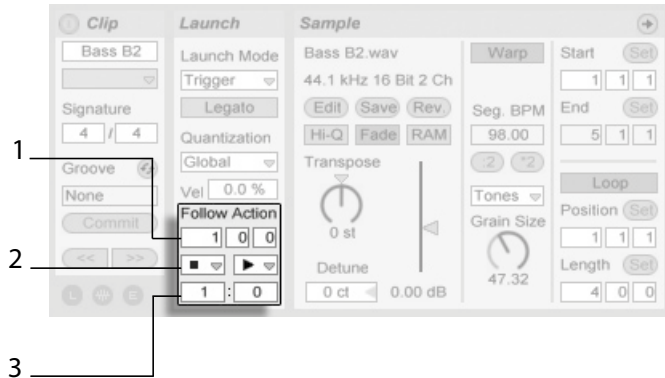 Clip
Bass B2
Signature
4 / 4
Groove
None
Commit
<< >>
L E
Launch
Launch Mode
Trigger
Legato
Quantization
Global
Vel 0.0 %
Follow Action
1 0 0
1 : 0
Sample
Bass B2.wav
44.1 kHz 16 Bit 2 Ch
Edit Save Rev.
Hi-Q Fade RAM
Transpose
0 st
Detune
0 ct 0.00 dB
Warp
Seg. BPM
98.00
:2 *2
Tones
Grain Size
47.32
Start Set
1 1 1
End Set
5 1 1
Loop
Position Set
1 1 1
Length Set
4 0 0
1
2
3